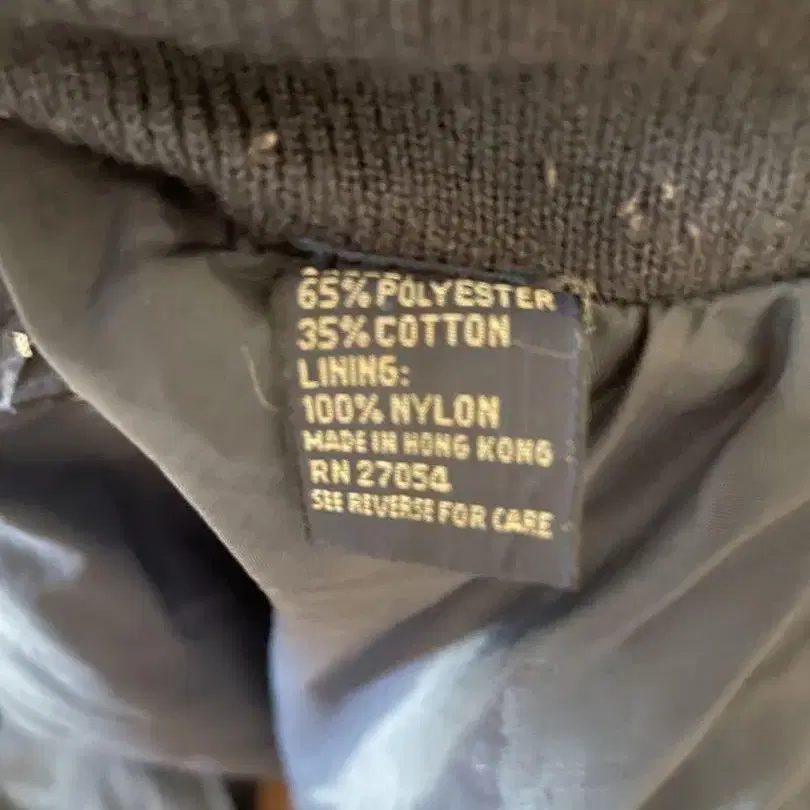 65% POLYESTER
35% COTTON
LINING:
100% NYLON
MADE IN HONG KONG
RN 27054
SEE REVERSE FOR CARE